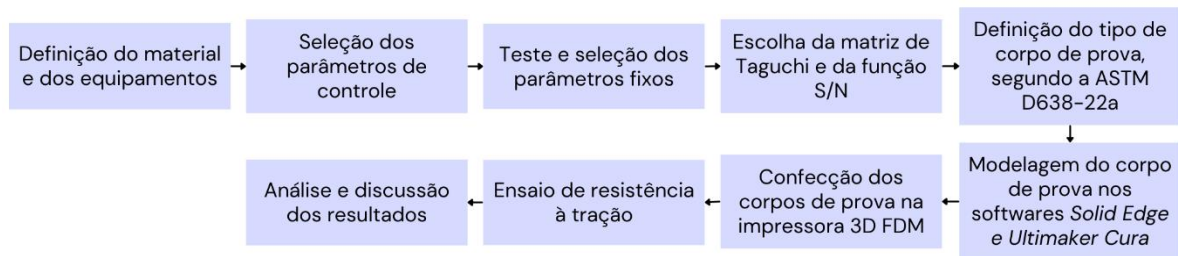 Definição do material
e dos equipamentos
Seleção dos
parâmetros de
controle
Teste e seleção dos
parâmetros fixos
Escolha da matriz de
Taguchi e da função
S/N
Definição do tipo de
corpo de prova,
segundo a ASTM
D638-22a
Modelagem do corpo
de prova nos
softwares Solid Edge
e Ultimaker Cura
Confecção dos
corpos de prova na
impressora 3D FDM
Ensaio de resistência
à tração
Análise e discussão
dos resultados